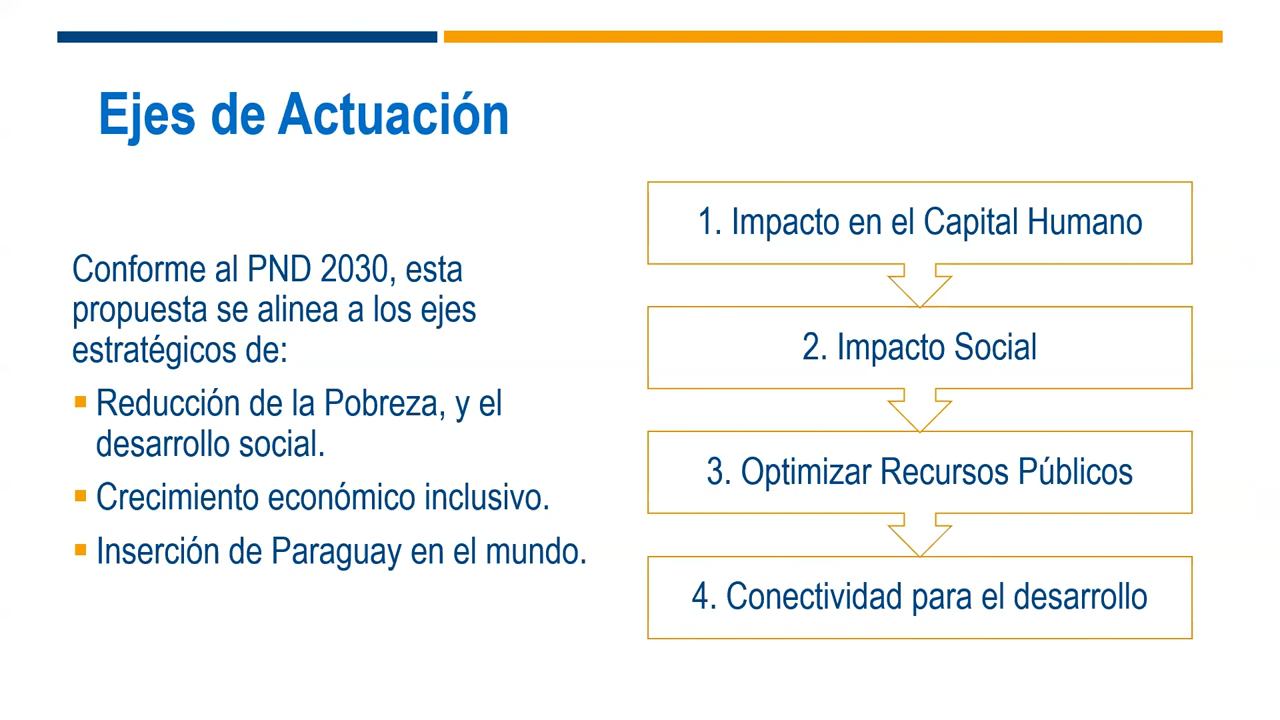 Ejes de Actuación
Conforme al PND 2030, esta
propuesta se alinea a los ejes
estratégicos de:
Reducción de la Pobreza, y el
desarrollo social.
Crecimiento económico inclusivo.
Inserción de Paraguay en el mundo.
1. Impacto en el Capital Humano
2. Impacto Social
3. Optimizar Recursos Públicos
4. Conectividad para el desarrollo